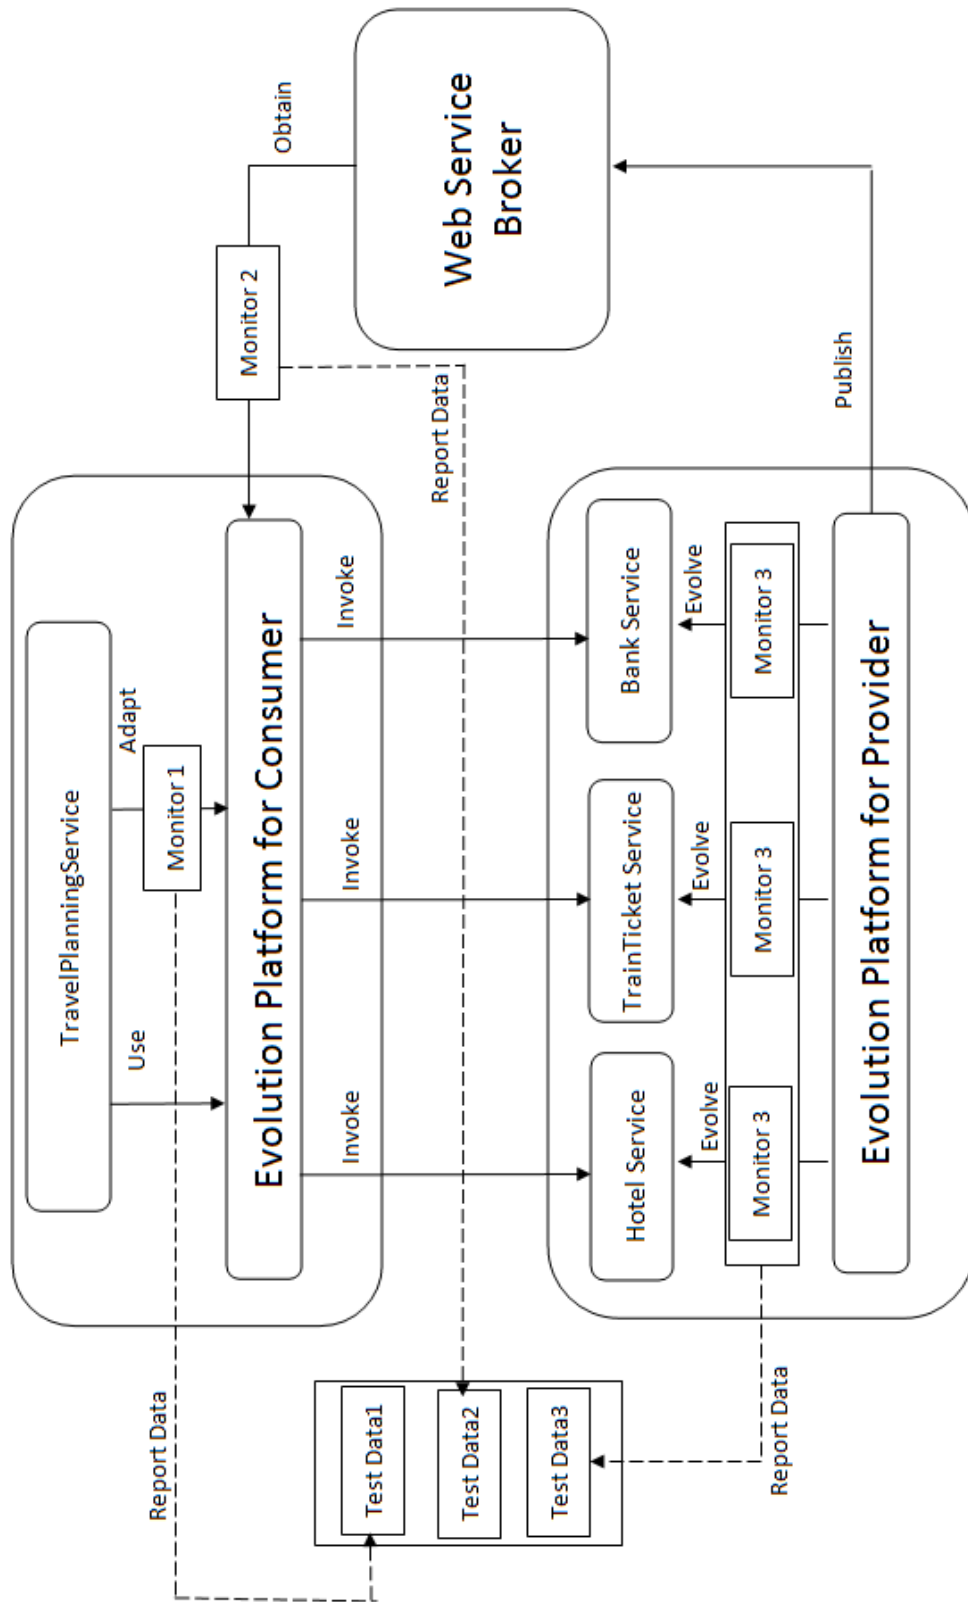 TravelPlanningService
Use
Adapt
Monitor 1
Evolution Platform for Consumer
Monitor 2
Obtain
Web Service
Broker
Report Data
Report Data
Invoke
Invoke
Invoke
Test Data1
Test Data2
Test Data3
Hotel Service
TrainTicket Service
Bank Service
Evolve
Evolve
Evolve
Monitor 3
Monitor 3
Monitor 3
Evolution Platform for Provider
Report Data
Publish